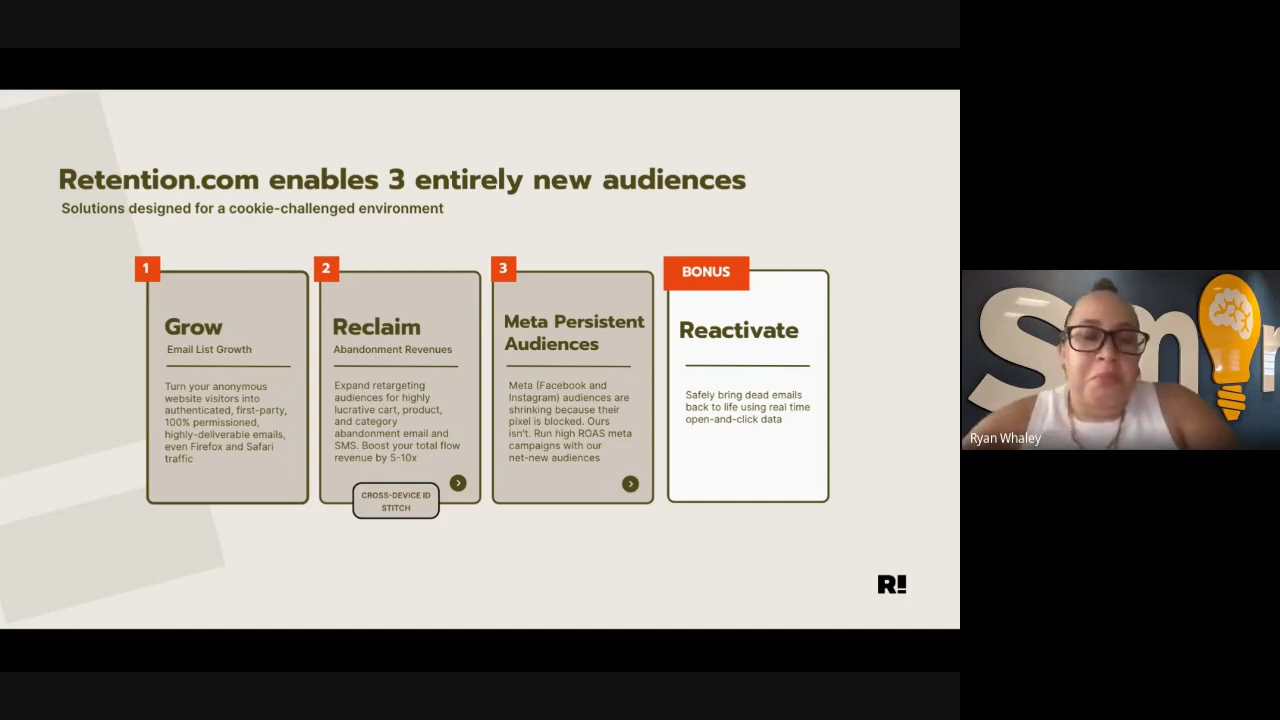 Retention.com enables 3 entirely new audiences
Solutions designed for a cookie-challenged environment
1
Grow
Email List Growth
Turn your anonymous
website visitors into
authenticated, first-party,
100% permissioned,
highly-deliverable emails,
even Firefox and Safari
traffic
2
Reclaim
Abandonment Revenues
Expand retargeting
audiences for highly
lucrative cart, product,
and category
abandonment email and
SMS. Boost your total flow
revenue by 5-10x
CROSS-DEVICE ID
STITCH
3
Meta Persistent
Audiences
Meta (Facebook and
Instagram) audiences are
shrinking because their
pixel is blocked. Ours
isn't. Run high ROAS meta
campaigns with our
net-new audiences
BONUS
Reactivate
Safely bring dead emails
back to life using real time
open-and-click data
R!
Sm
Ryan Whaley